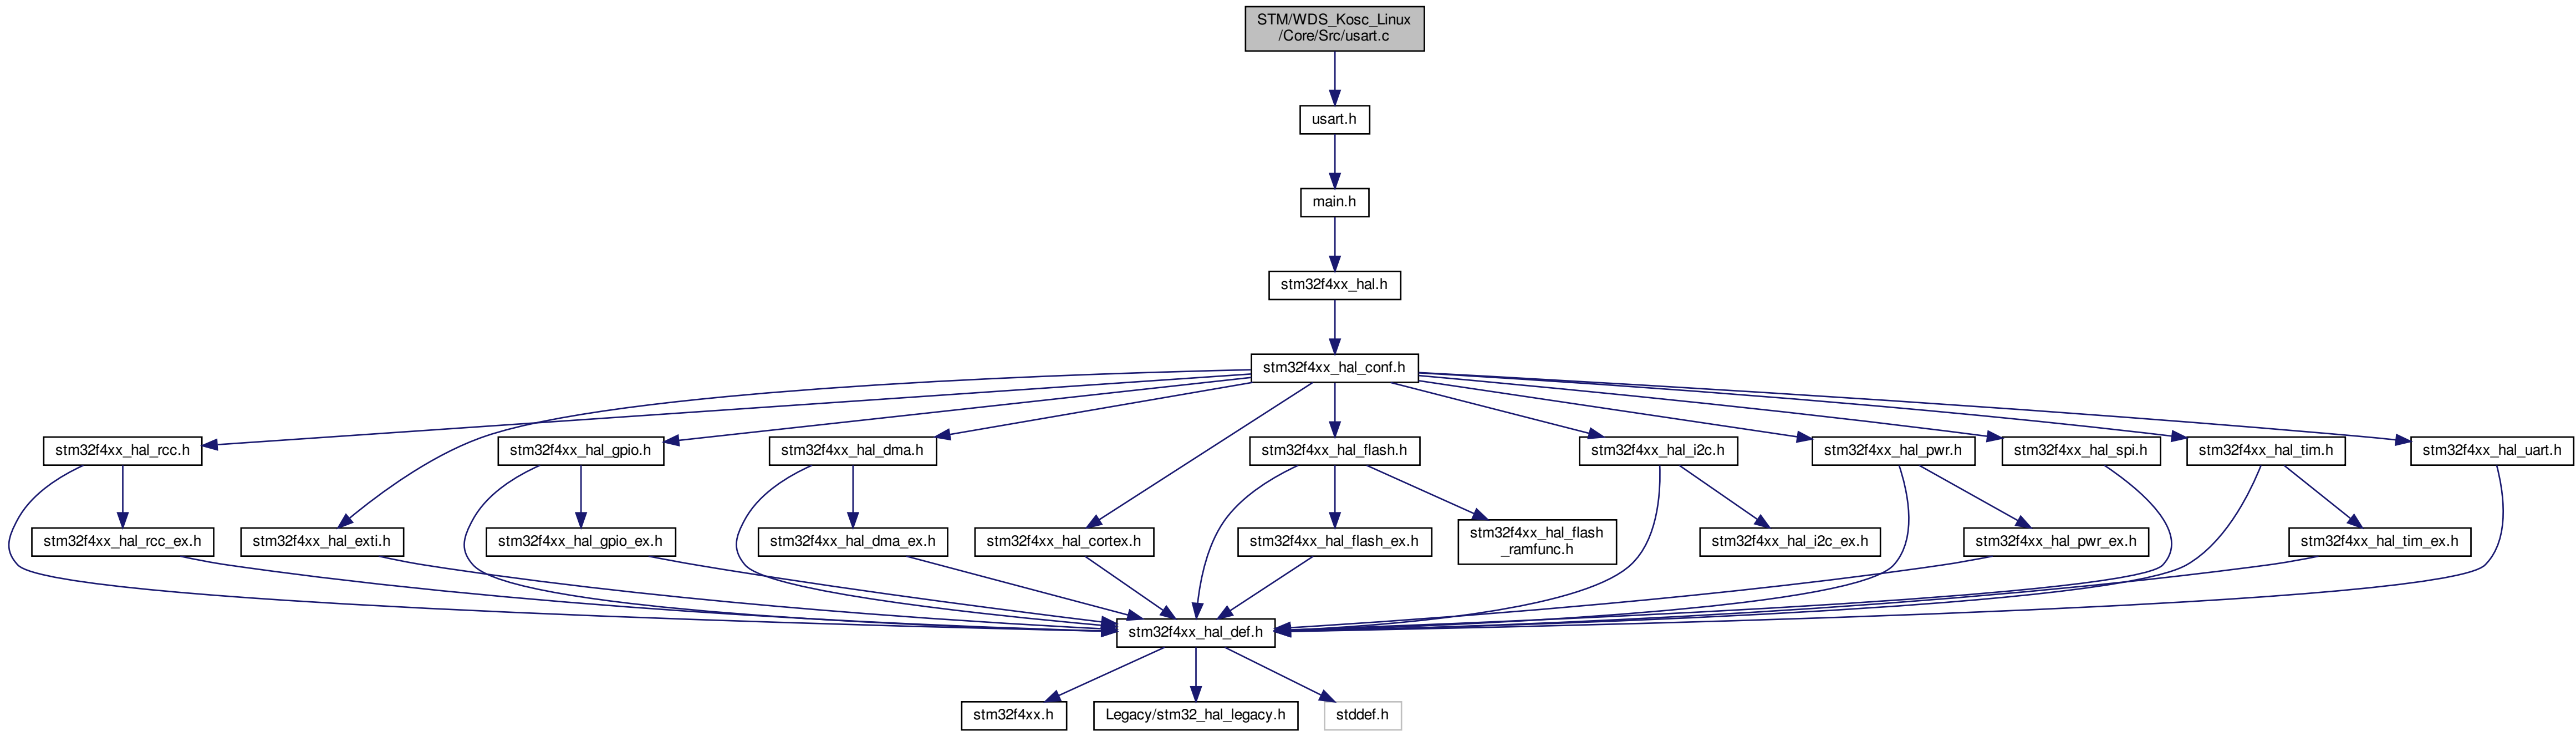 STM/WDS_Kosc_Linux
/Core/Src/usart.c
usart.h
main.h
stm32f4xx_hal.h
stm32f4xx_hal_conf.h
stm32f4xx_hal_rcc.h
stm32f4xx_hal_gpio.h
stm32f4xx_hal_dma.h
stm32f4xx_hal_flash.h
stm32f4xx_hal_i2c.h
stm32f4xx_hal_pwr.h
stm32f4xx_hal_spi.h
stm32f4xx_hal_tim.h
stm32f4xx_hal_uart.h
stm32f4xx_hal_rcc_ex.h
stm32f4xx_hal_exti.h
stm32f4xx_hal_gpio_ex.h
stm32f4xx_hal_dma_ex.h
stm32f4xx_hal_cortex.h
stm32f4xx_hal_flash_ex.h
stm32f4xx_hal_flash
_ramfunc.h
stm32f4xx_hal_i2c_ex.h
stm32f4xx_hal_pwr_ex.h
stm32f4xx_hal_tim_ex.h
stm32f4xx_hal_def.h
stm32f4xx.h
Legacy/stm32_hal_legacy.h
stddef.h